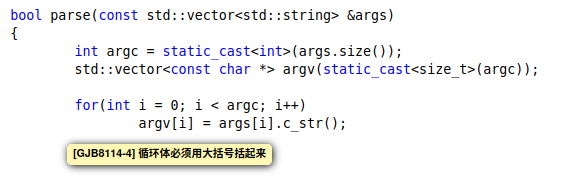 bool parse(const std::vector<std::string> &args)
{
        int argc = static_cast<int>(args.size());
        std::vector<const char *> argv(static_cast<size_t>(argc));

        for(int i = 0; i < argc; i++)
                argv[i] = args[i].c_str();
[GJB8114-4] 循环体必须用大括号括起来